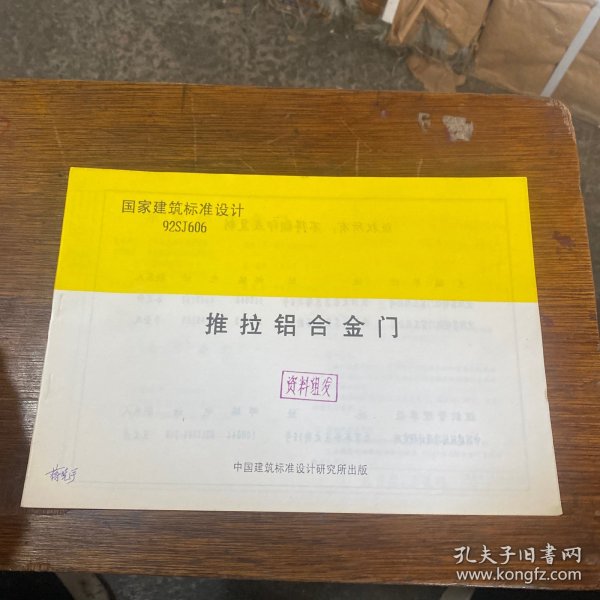 国家建筑标准设计
92SJ606
推拉铝合金门
资料组发
中国建筑标准设计研究所出版
孔夫子旧书网
www.kongfz.com